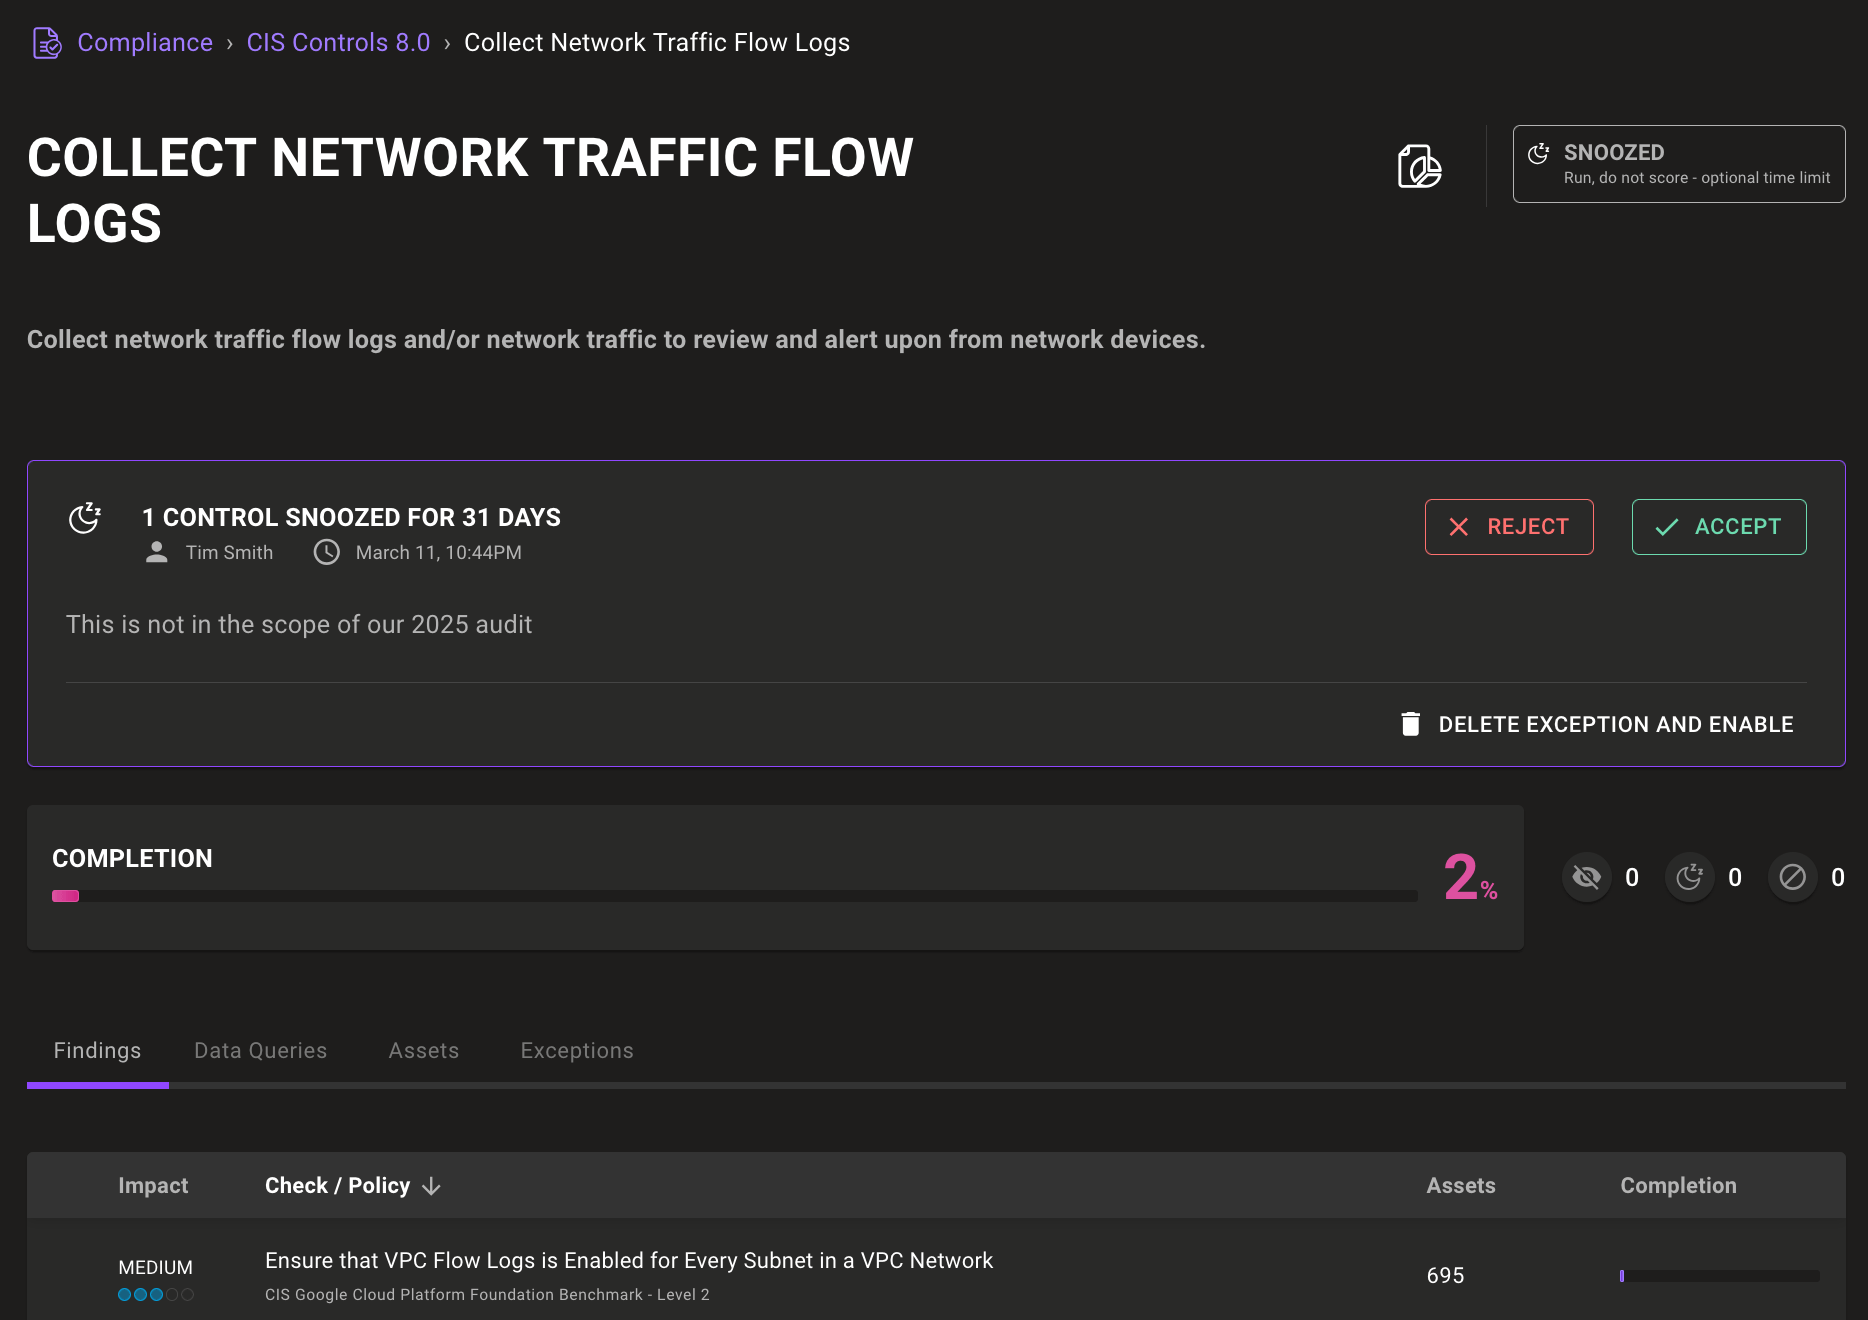 Compliance › CIS Controls 8.0 › Collect Network Traffic Flow Logs
COLLECT NETWORK TRAFFIC FLOW
LOGS
SNOOZED
Run, do not score - optional time limit
Collect network traffic flow logs and/or network traffic to review and alert upon from network devices.
1 CONTROL SNOOZED FOR 31 DAYS
Tim Smith March 11, 10:44PM
REJECT
ACCEPT
This is not in the scope of our 2025 audit
DELETE EXCEPTION AND ENABLE
COMPLETION
2%
0 0 0
Findings Data Queries Assets Exceptions
Impact Check / Policy Assets Completion
MEDIUM
Ensure that VPC Flow Logs is Enabled for Every Subnet in a VPC Network
CIS Google Cloud Platform Foundation Benchmark - Level 2
695